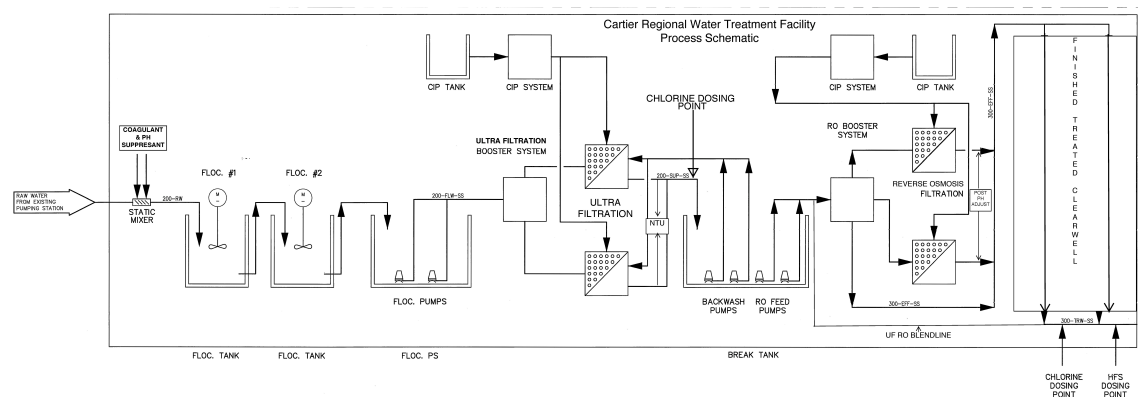 Cartier Regional Water Treatment Facility
Process Schematic
CIP TANK
CIP SYSTEM
CHLORINE DOSING
POINT
CIP SYSTEM
CIP TANK
300-EFF-SS
FINISHED TREATED CLEARWELL
COAGULANT
& PH
SUPPRESANT
ULTRA FILTRATION
BOOSTER SYSTEM
RO BOOSTER
SYSTEM
FLOC. #1
FLOC. #2
M
M
200-SUP-SS
RAW WATER
FROM EXISTING
PUMPING STATION
200-RW
STATIC
MIXER
200-FLW-SS
ULTRA
FILTRATION
NTU
REVERSE OSMOSIS
FILTRATION
POST
PH
ADJUST
FLOC. PUMPS
BACKWASH
PUMPS
RO FEED
PUMPS
300-EFF-SS
300-TRW-SS
UF RO BLENDLINE
FLOC. TANK
FLOC. TANK
FLOC. PS
BREAK TANK
CHLORINE
DOSING
POINT
HFS
DOSING
POINT